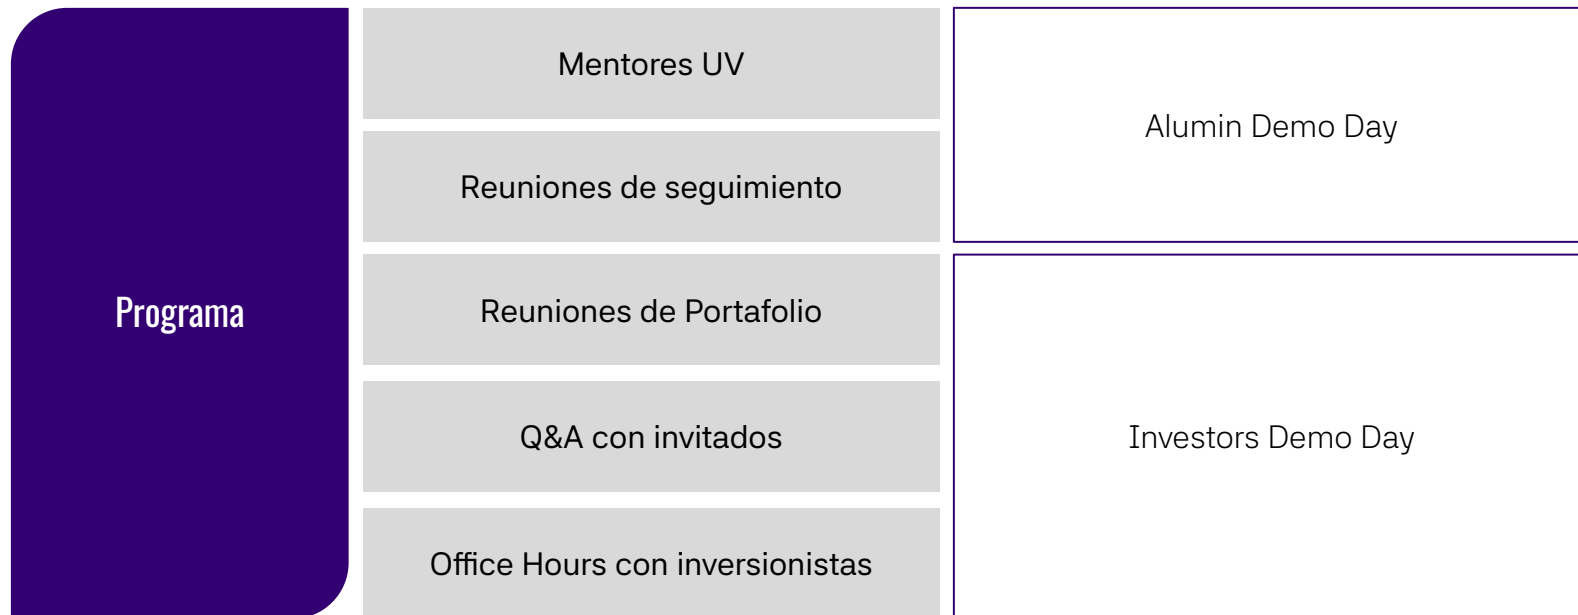 Programa
Mentores UV
Reuniones de seguimiento
Reuniones de Portafolio
Q&A con invitados
Office Hours con inversionistas
Alumin Demo Day
Investors Demo Day